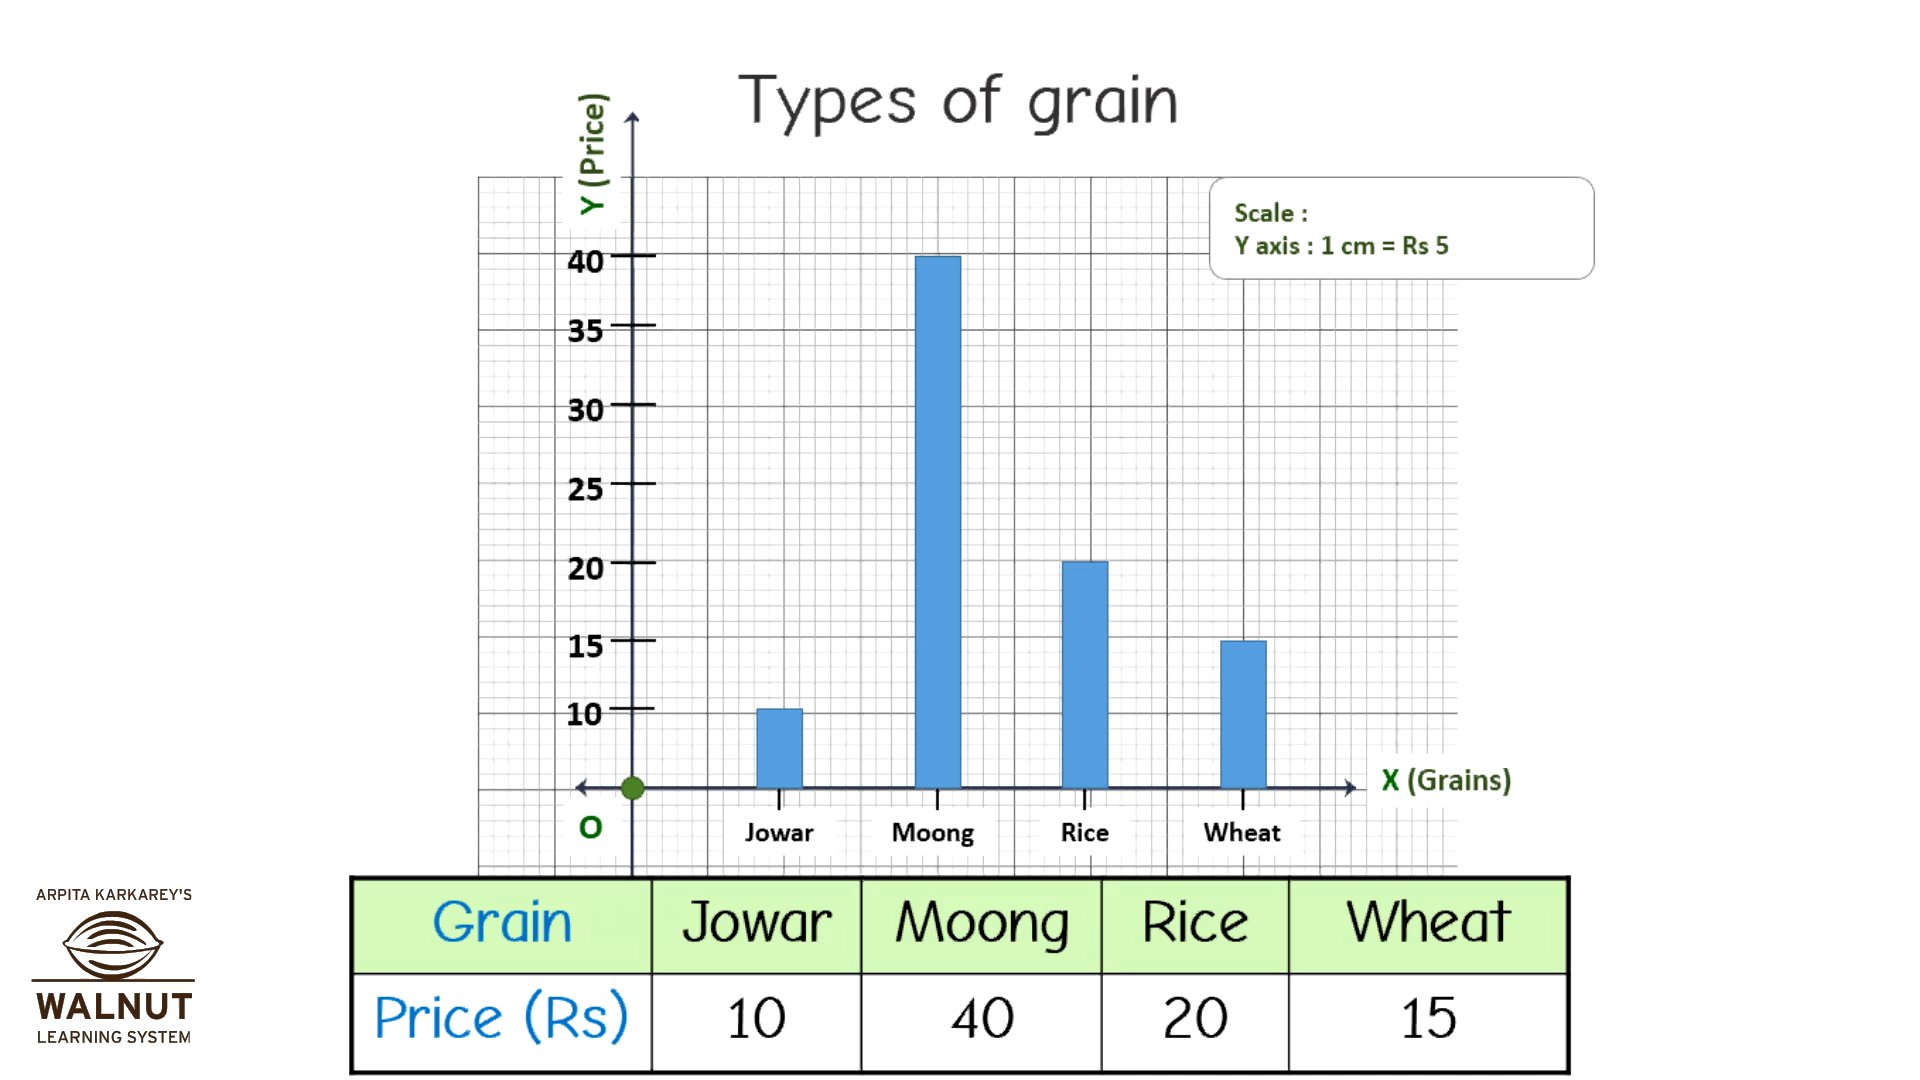 Types of grain
Y (Price)
Scale :
Y axis : 1 cm = Rs 5
40
35
30
25
20
15
10
X (Grains)
O
Jowar Moong Rice Wheat
Grain Jowar Moong Rice Wheat
Price (Rs) 10 40 20 15
ARPITA KARKAREY'S
WALNUT
LEARNING SYSTEM